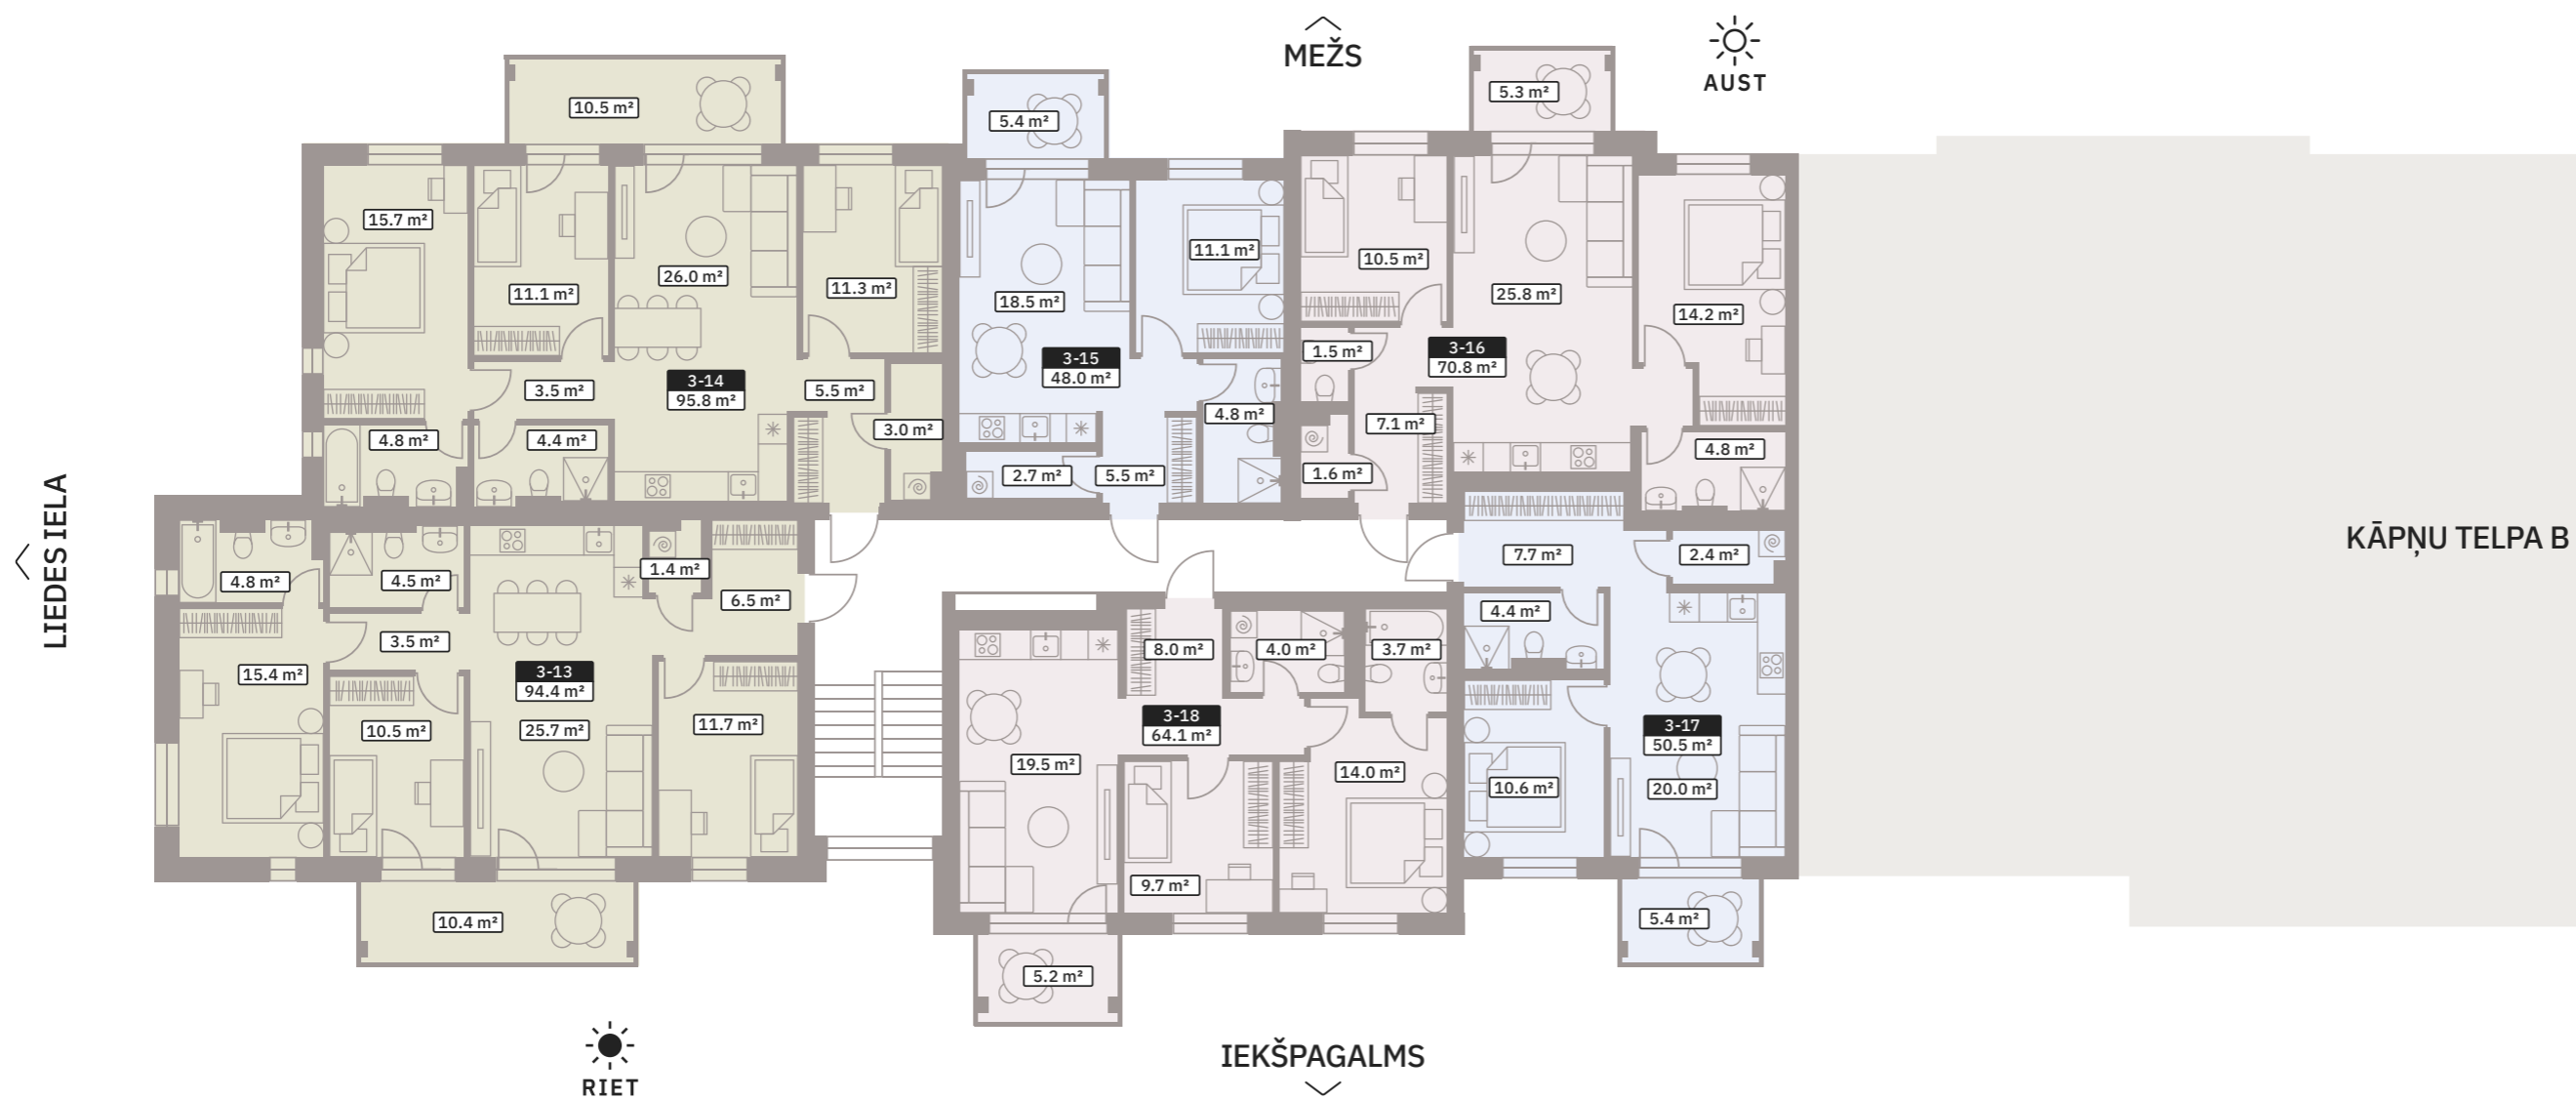 MEŽS
AUST
10.5 m²
5.4 m²
5.3 m²
15.7 m²
11.1 m²
26.0 m²
11.3 m²
18.5 m²
11.1 m²
10.5 m²
25.8 m²
14.2 m²
3-14
95.8 m²
3.5 m²
5.5 m²
3.0 m²
4.8 m²
4.4 m²
3-15
48.0 m²
4.8 m²
2.7 m²
5.5 m²
1.5 m²
3-16
70.8 m²
7.1 m²
1.6 m²
4.8 m²
LIEDES IELA
KĀPŅU TELPA B
4.8 m²
4.5 m²
1.4 m²
6.5 m²
3.5 m²
15.4 m²
3-13
94.4 m²
10.5 m²
25.7 m²
11.7 m²
10.4 m²
8.0 m²
4.0 m²
3.7 m²
3-18
64.1 m²
19.5 m²
14.0 m²
9.7 m²
5.2 m²
7.7 m²
2.4 m²
4.4 m²
3-17
50.5 m²
10.6 m²
20.0 m²
5.4 m²
RIET
IEKŠPAGALMS